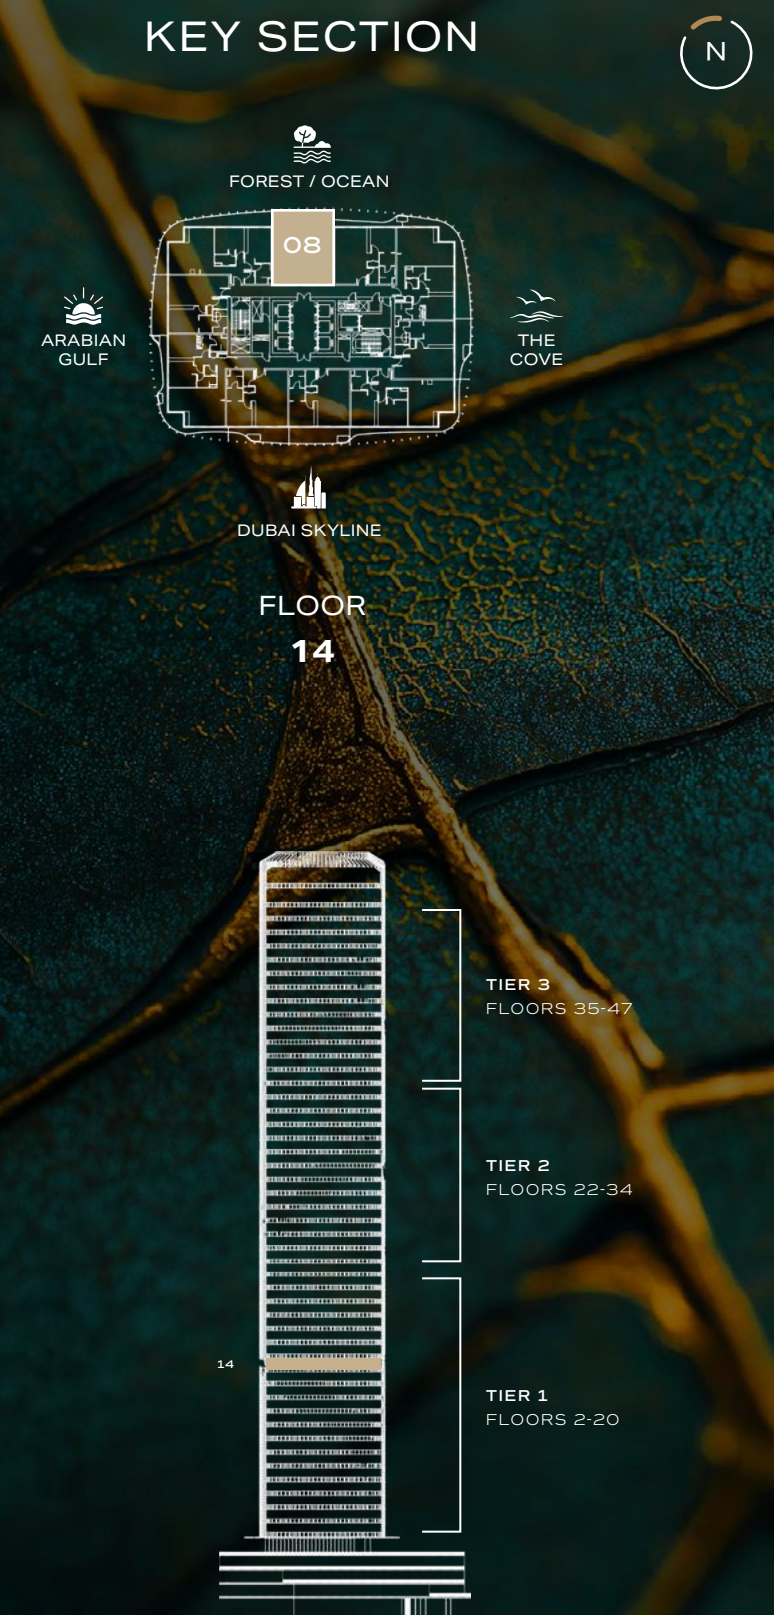 KEY SECTION
N
FOREST / OCEAN
08
ARABIAN
GULF
THE
COVE
DUBAI SKYLINE
FLOOR
14
TIER 3
FLOORS 35-47
TIER 2
FLOORS 22-34
14
TIER 1
FLOORS 2-20